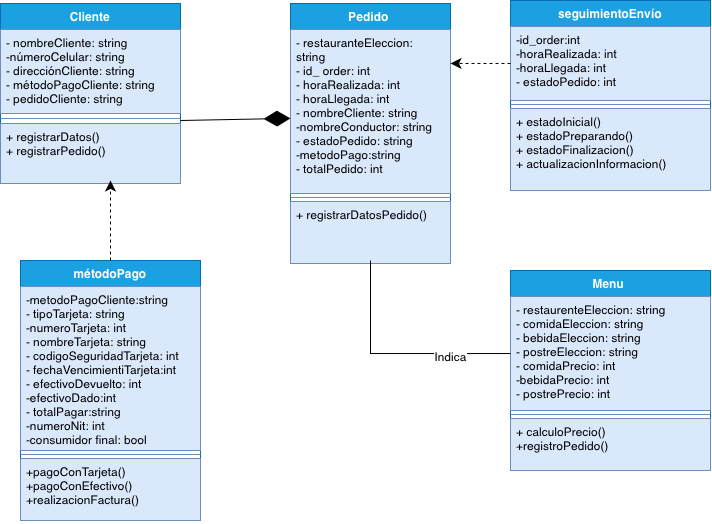 Cliente
- nombreCliente: string
-númeroCelular: string
- direcciónCliente: string
- métodoPagoCliente: string
- pedidoCliente: string
+ registrarDatos()
+ registrarPedido()
Pedido
- restauranteEleccion:
string
- id_ order: int
- horaRealizada: int
- horaLlegada: int
- nombreCliente: string
-nombreConductor: string
- estadoPedido: string
-metodoPago:string
- totalPedido: int
+ registrarDatosPedido()
seguimientoEnvío
-id_order:int
-horaRealizada: int
-horaLlegada: int
- estadoPedido: int
+ estadoInicial()
+ estadoPreparando()
+ estadoFinalizacion()
+ actualizacionInformacion()
métodoPago
-metodoPagoCliente:string
- tipoTarjeta: string
-numeroTarjeta: int
- nombreTarjeta: string
- codigoSeguridadTarjeta: int
- fechaVencimientiTarjeta:int
- efectivoDevuelto: int
-efectivoDado:int
- totalPagar:string
-numeroNit: int
-consumidor final: bool
+pagoConTarjeta()
+pagoConEfectivo()
+realizacionFactura()
Indica
Menu
- restaurenteEleccion: string
- comidaEleccion: string
- bebidaEleccion: string
- postreEleccion: string
- comidaPrecio: int
-bebidaPrecio: int
- postrePrecio: int
+ calculoPrecio()
+registroPedido()